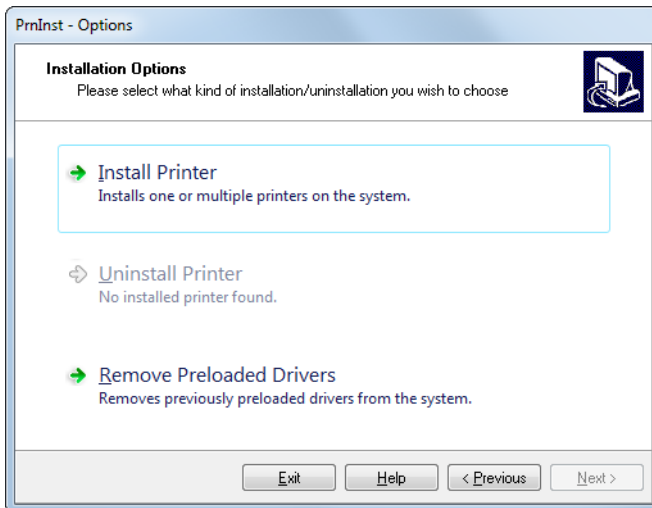 PrnInst - Options
Installation Options
Please select what kind of installation/uninstallation you wish to choose
Install Printer
Installs one or multiple printers on the system.
Uninstall Printer
No installed printer found.
Remove Preloaded Drivers
Removes previously preloaded drivers from the system.
Exit Help < Previous Next >